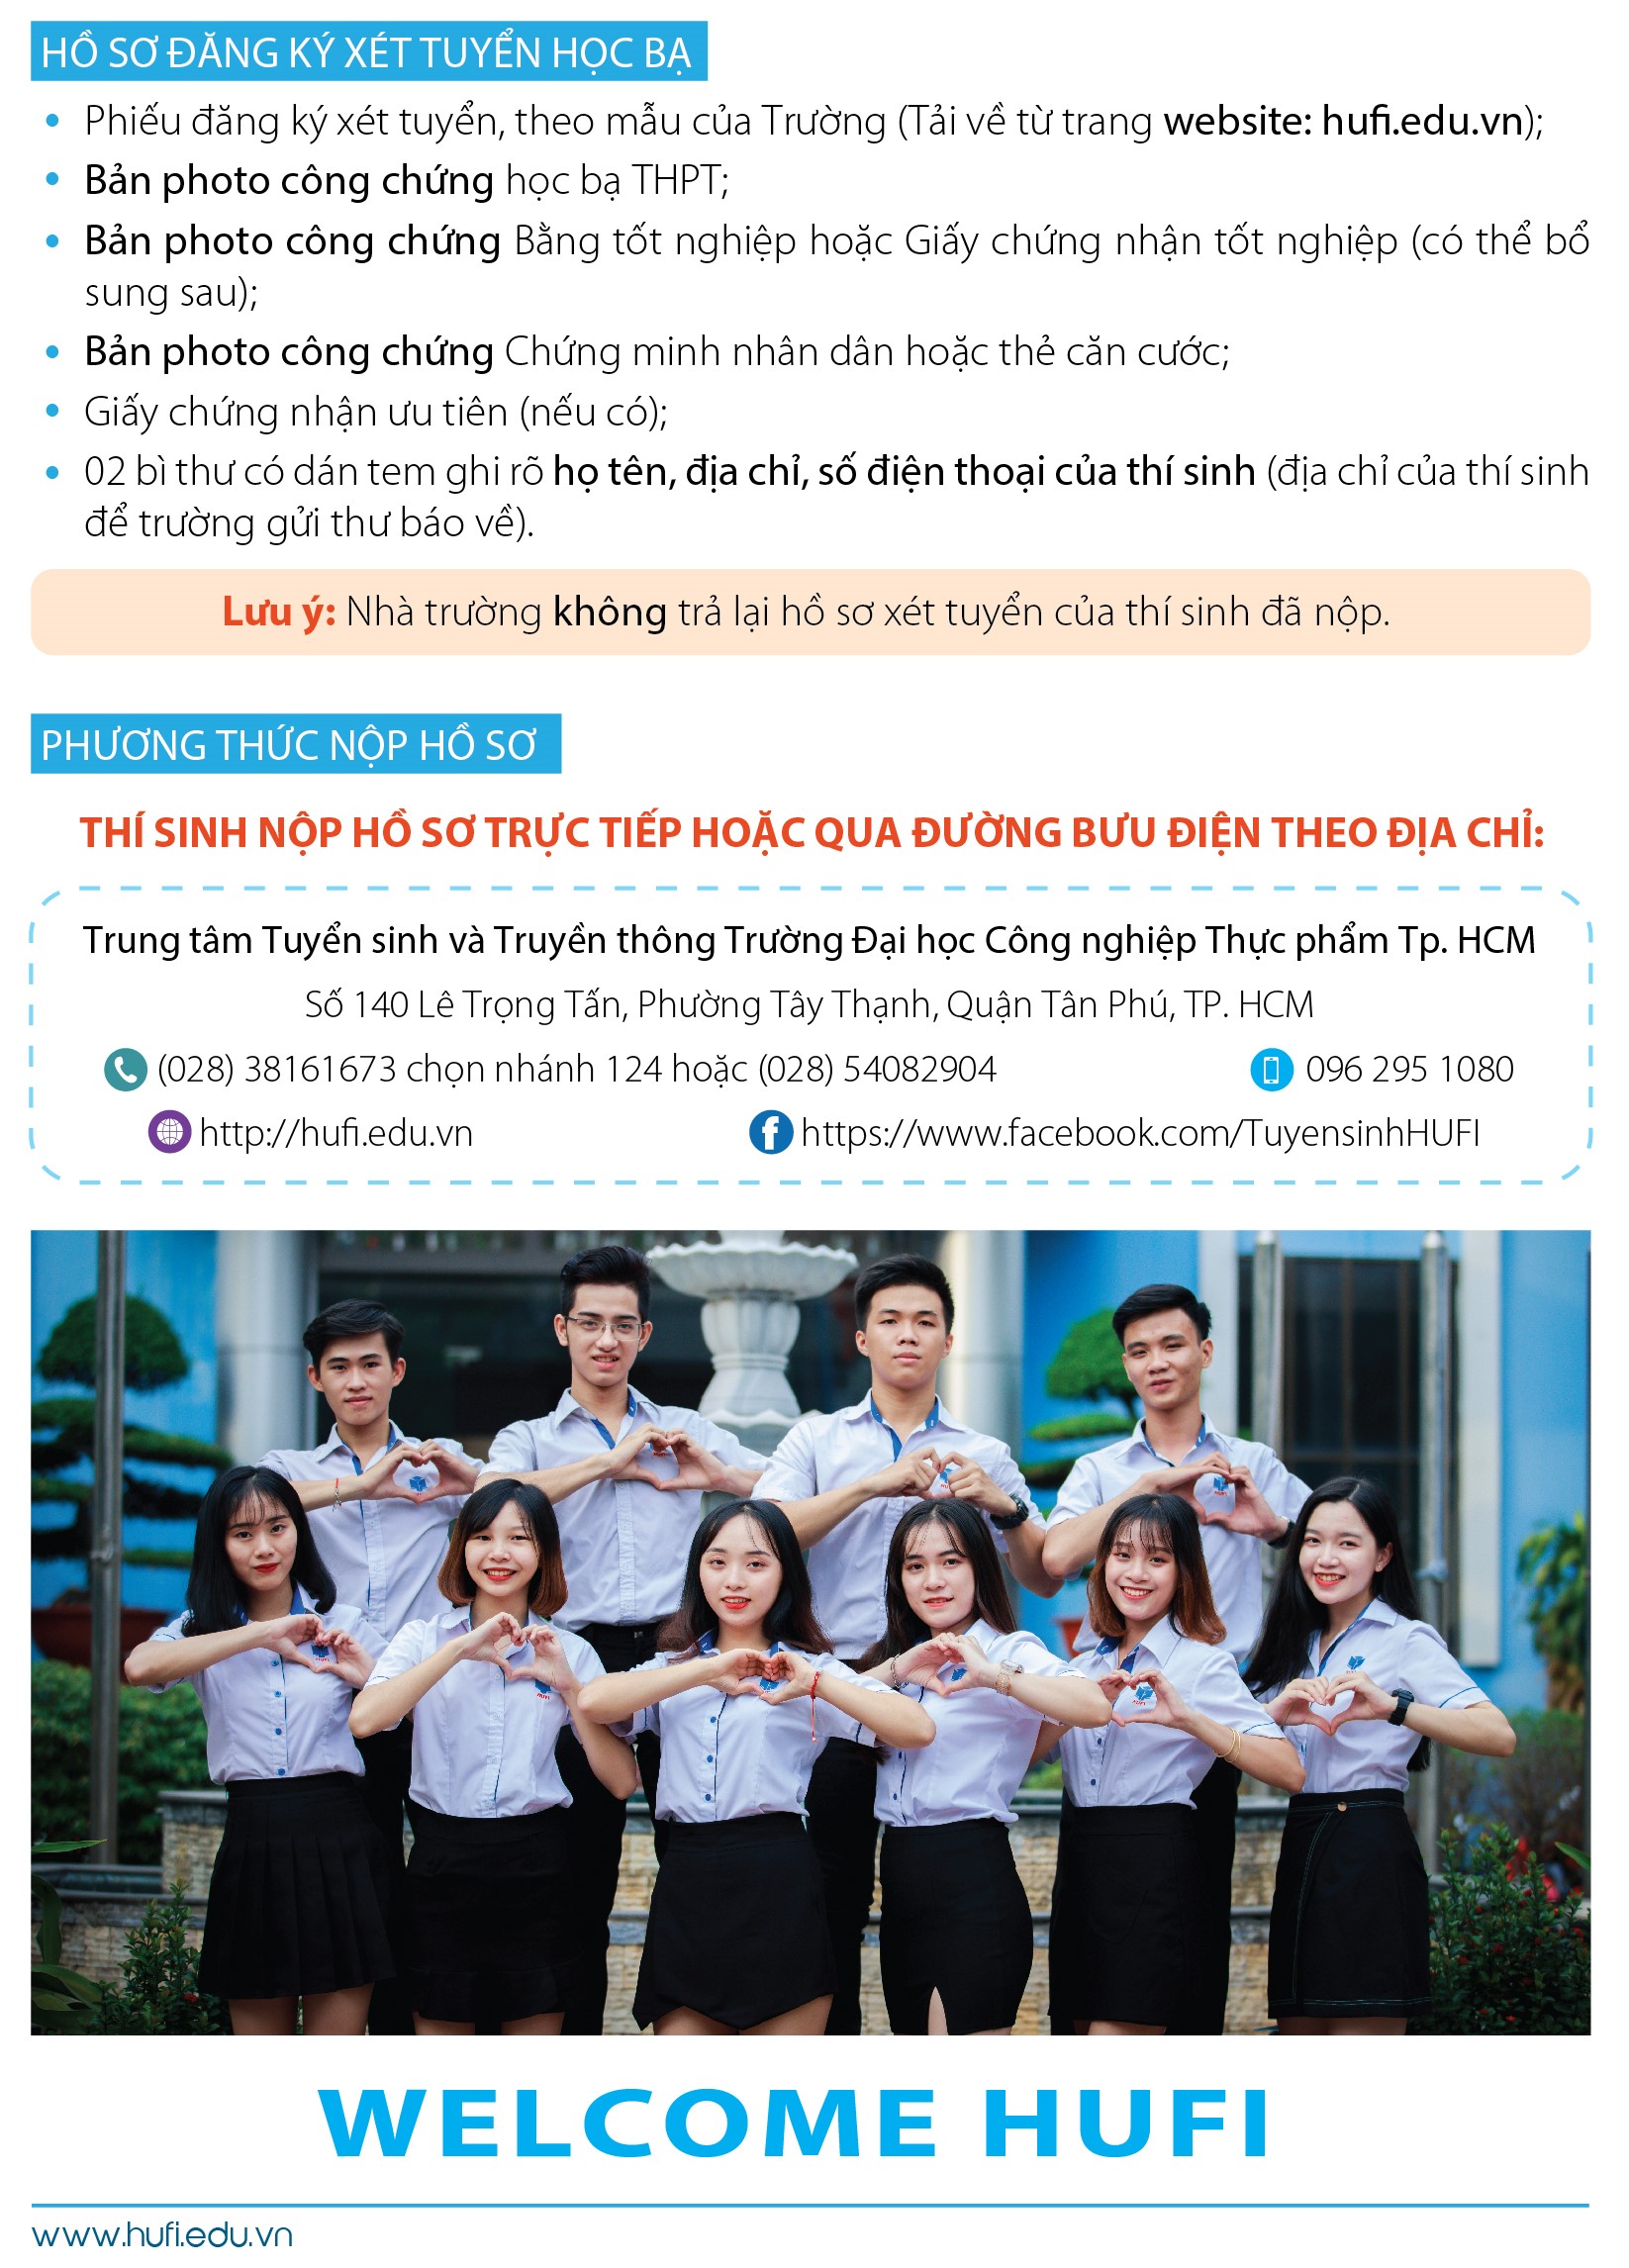 HỒ SƠ ĐĂNG KÝ XÉT TUYỂN HỌC BẠ
• Phiếu đăng ký xét tuyển, theo mẫu của Trường (Tải về từ trang website: hufi.edu.vn);
• Bản photo công chứng học bạ THPT;
• Bản photo công chứng Bằng tốt nghiệp hoặc Giấy chứng nhận tốt nghiệp (có thể bổ
sung sau);
• Bản photo công chứng Chứng minh nhân dân hoặc thẻ căn cước;
• Giấy chứng nhận ưu tiên (nếu có);
• 02 bì thư có dán tem ghi rõ họ tên, địa chỉ, số điện thoại của thí sinh (địa chỉ của thí sinh
để trường gửi thư báo về).
Lưu ý: Nhà trường không trả lại hồ sơ xét tuyển của thí sinh đã nộp.
PHƯƠNG THỨC NỘP HỒ SƠ
THÍ SINH NỘP HỒ SƠ TRỰC TIẾP HOẶC QUA ĐƯỜNG BƯU ĐIỆN THEO ĐỊA CHỈ:
Trung tâm Tuyển sinh và Truyền thông Trường Đại học Công nghiệp Thực phẩm Tp. HCM
Số 140 Lê Trọng Tấn, Phường Tây Thạnh, Quận Tân Phú, TP. HCM
(028) 38161673 chọn nhánh 124 hoặc (028) 54082904 096 295 1080
http://hufi.edu.vn https://www.facebook.com/TuyensinhHUFI
WELCOME HUFI
www.hufi.edu.vn